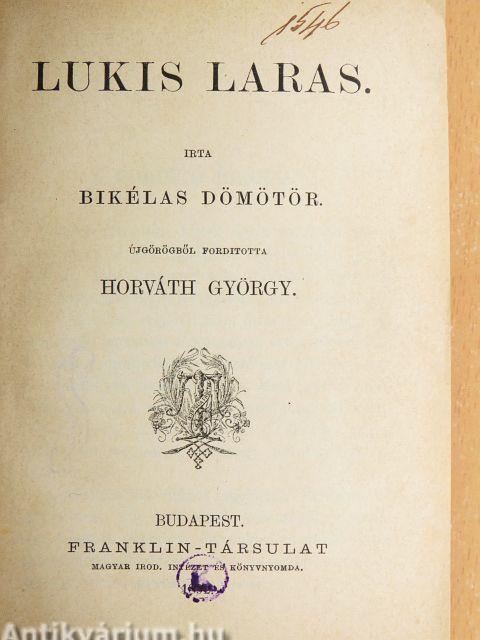 1546
LUKIS LARAS.
IRTA
BIKÉLAS DÖMÖTÖR.
ÚJGÖRÖGBŐL FORDITOTTA
HORVÁTH GYÖRGY.
BUDAPEST.
FRANKLIN-TÁRSULAT
MAGYAR IROD. INTÉZET ÉS KÖNYVNYOMDA.
Antikvárium.hu